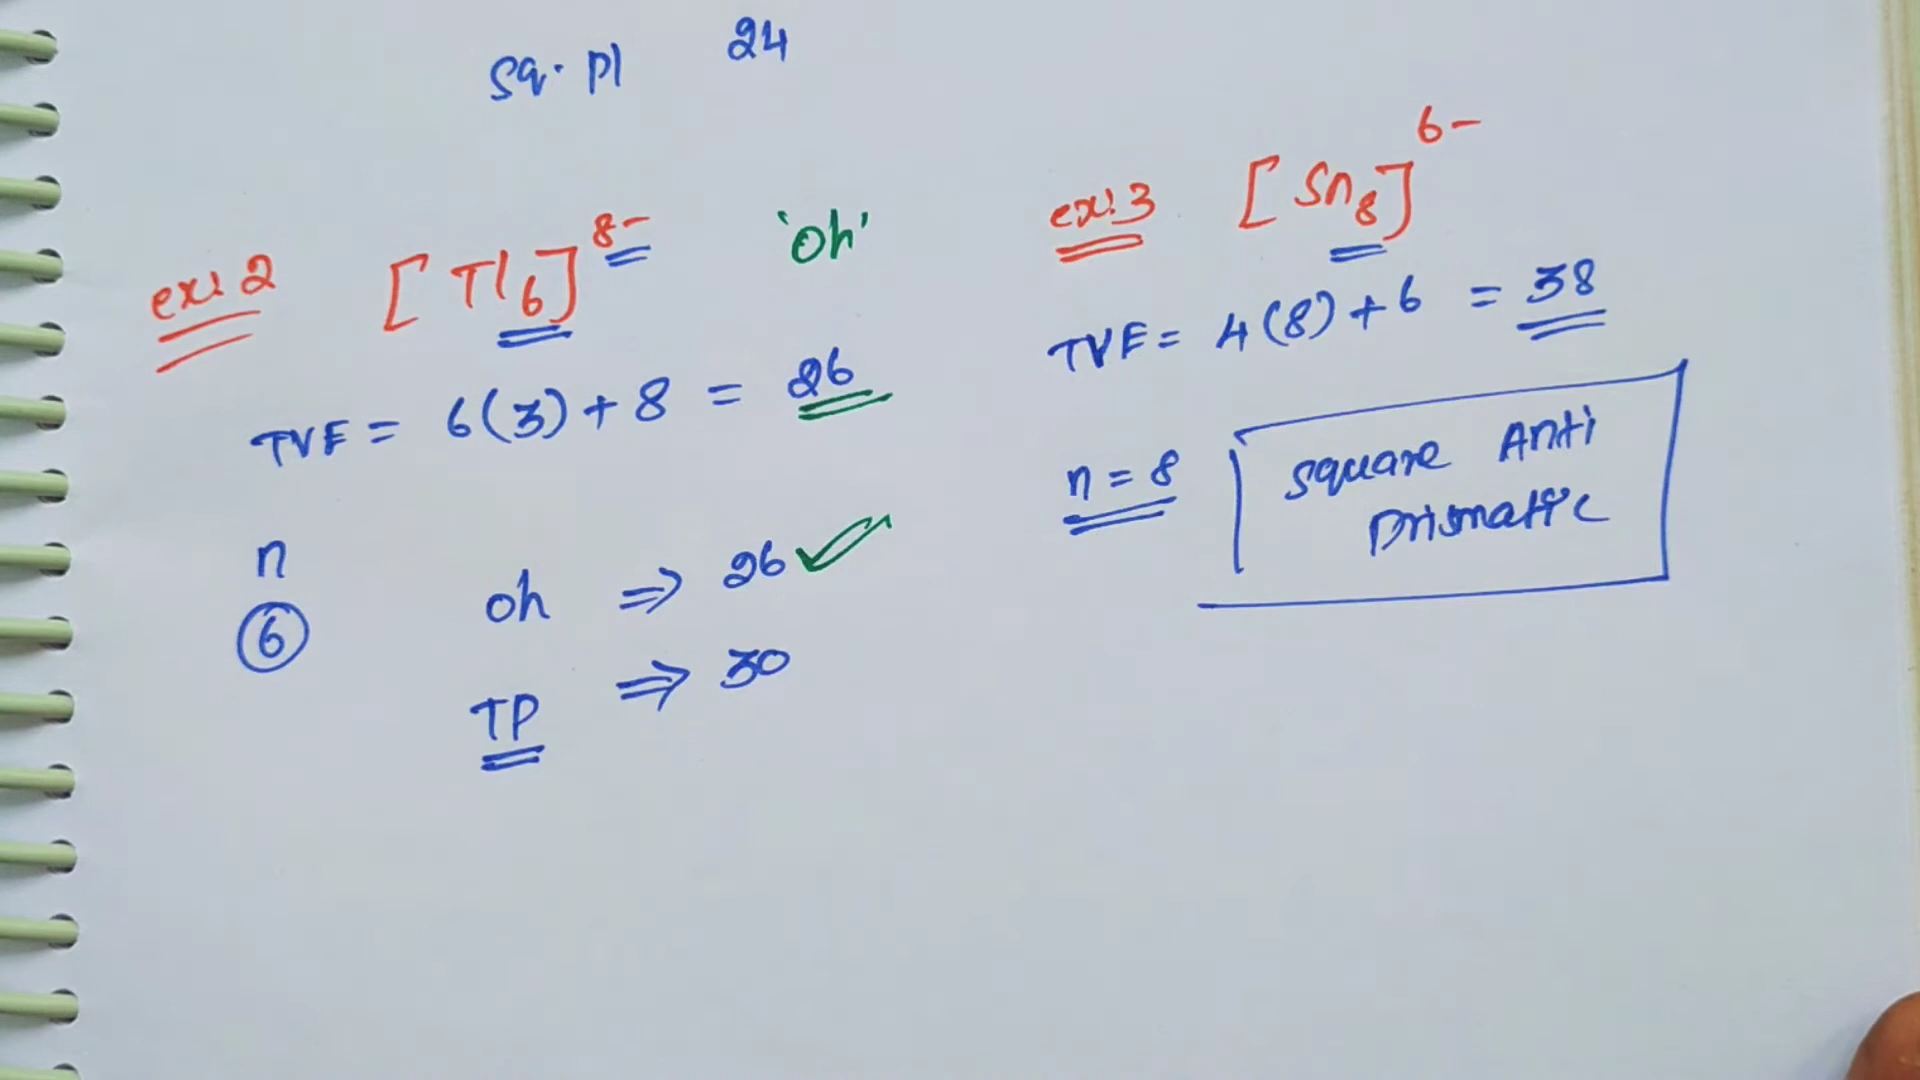 sq. pl 24
ex: 2 [Tl₆]⁸⁻ 'oh'
TVE = 6(3) + 8 = 26
n
6
oh ⇒ 26 ✓
TP ⇒ 30
ex: 3 [Sn₈]⁶⁻
TVE = 4(8) + 6 = 38
n = 8 square Anti
Prismattic